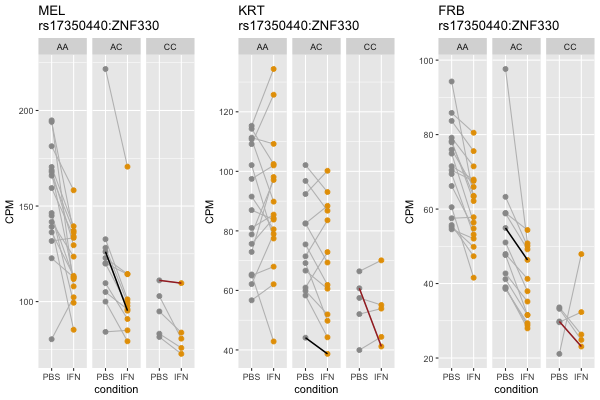 MEL
rs17350440:ZNF330
AA AC CC
CPM
200
150
100
PBS IFN PBS IFN PBS IFN
condition
KRT
rs17350440:ZNF330
AA AC CC
CPM
120
100
80
60
40
PBS IFN PBS IFN PBS IFN
condition
FRB
rs17350440:ZNF330
AA AC CC
CPM
100
80
60
40
20
PBS IFN PBS IFN PBS IFN
condition